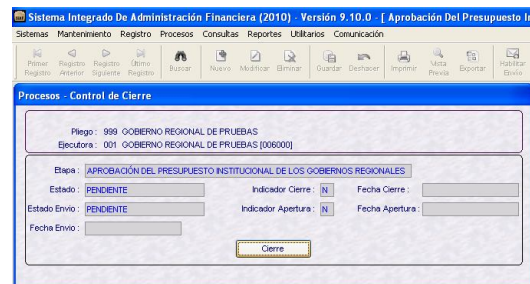 Sistema Integrado De Administración Financiera (2010) - Versión 9.10.0 - [ Aprobación Del Presupuesto In
Sistemas Mantenimiento Registro Procesos Consultas Reportes Utilitarios Comunicación
Primer Registro Registro Anterior Registro Siguiente Último Registro Buscar Nuevo Modificar Eliminar Guardar Deshacer Imprimir Vista Previa Exportar Habilitar Envio
Procesos - Control de Cierre
Pliego : 999 GOBIERNO REGIONAL DE PRUEBAS
Ejecutora : 001 GOBIERNO REGIONAL DE PRUEBAS [006000]
Etapa : APROBACIÓN DEL PRESUPUESTO INSTITUCIONAL DE LOS GOBIERNOS REGIONALES
Estado : PENDIENTE Indicador Cierre : N Fecha Cierre :
Estado Envio : PENDIENTE Indicador Apertura : N Fecha Apertura :
Fecha Envio :
Cierre